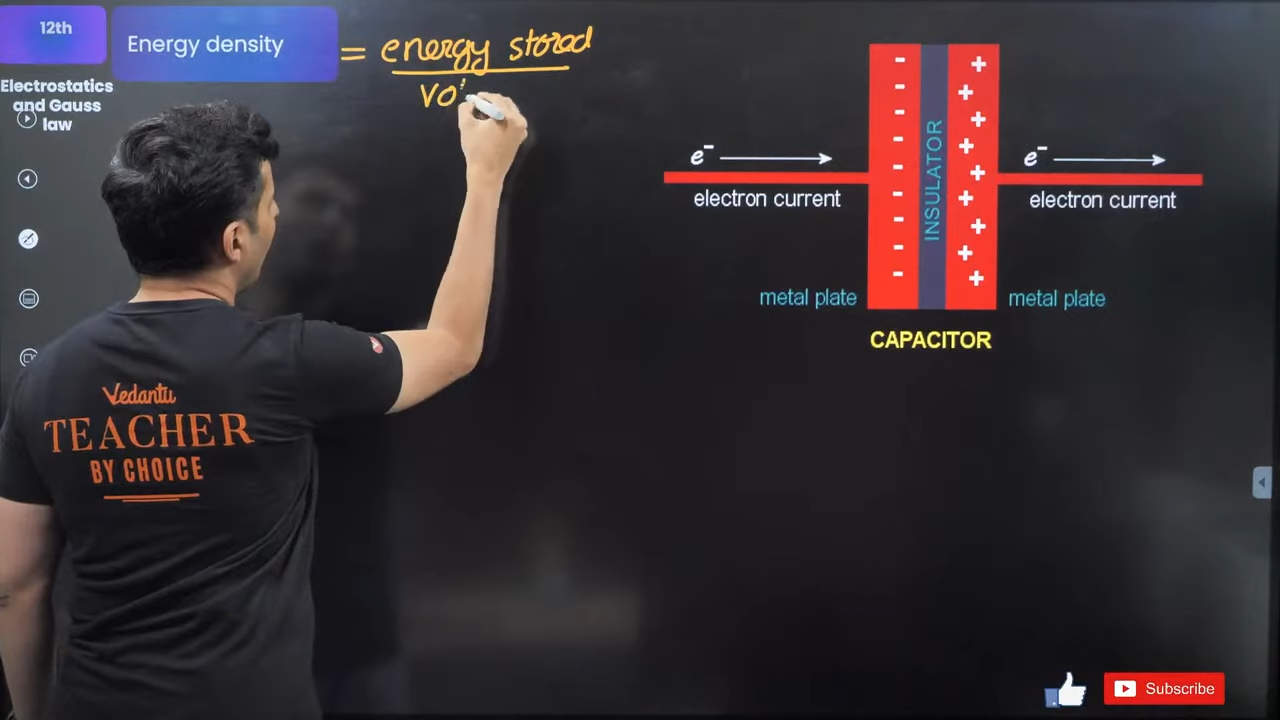 12th
Energy density
= energy stored
vol
Electrostatics
and Gauss
law
e⁻
electron current
- - - - - - - - -
INSULATOR
+ + + + + + + + +
e⁻
electron current
metal plate
metal plate
CAPACITOR
Vedantu
TEACHER
BY CHOICE
Subscribe